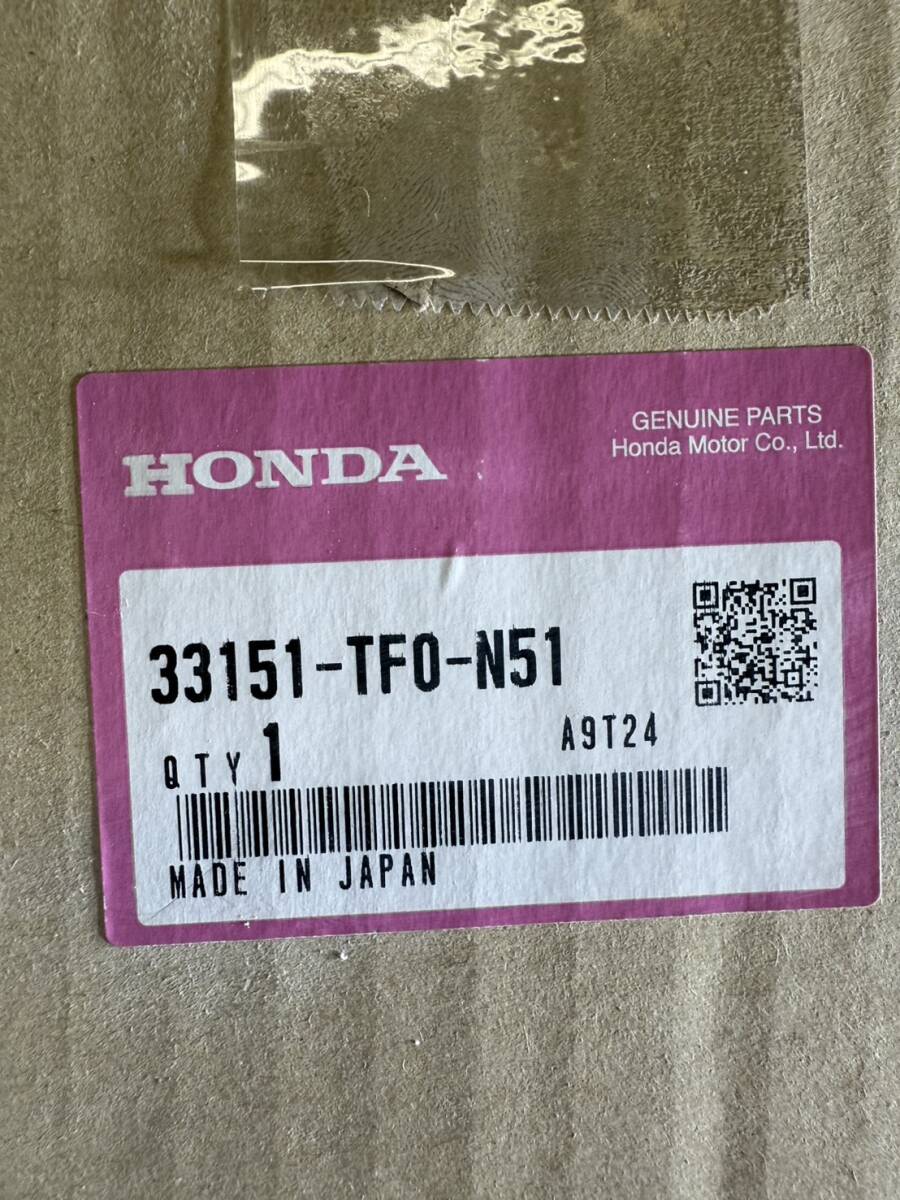 HONDA
GENUINE PARTS
Honda Motor Co., Ltd.
33151-TF0-N51
QTY 1
A9T24
MADE IN JAPAN